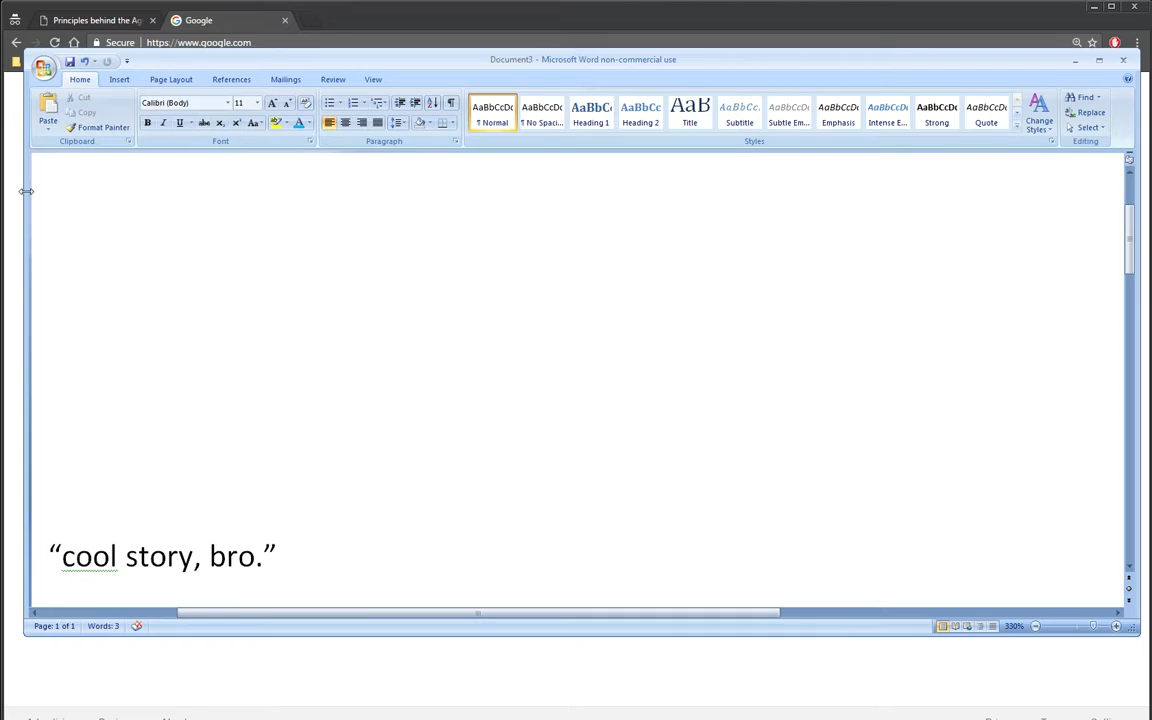 Principles behind the Ag
Google
Secure https://www.google.com
Document3 - Microsoft Word non-commercial use
Home Insert Page Layout References Mailings Review View
Paste
Cut
Copy
Format Painter
Clipboard
Calibri (Body) 11
B I U abc x₂ x² Aa
Font
Paragraph
AaBbCcDc AaBbCcDc AaBbCc AaBbCc AaB AaBbCc. AaBbCcDc AaBbCcDc AaBbCcDc AaBbCcDc AaBbCcDc
¶ Normal ¶ No Spaci... Heading 1 Heading 2 Title Subtitle Subtle Em... Emphasis Intense E... Strong Quote
Change Styles
Styles
Find
Replace
Select
Editing
“cool story, bro.”
Page: 1 of 1 Words: 3 330%